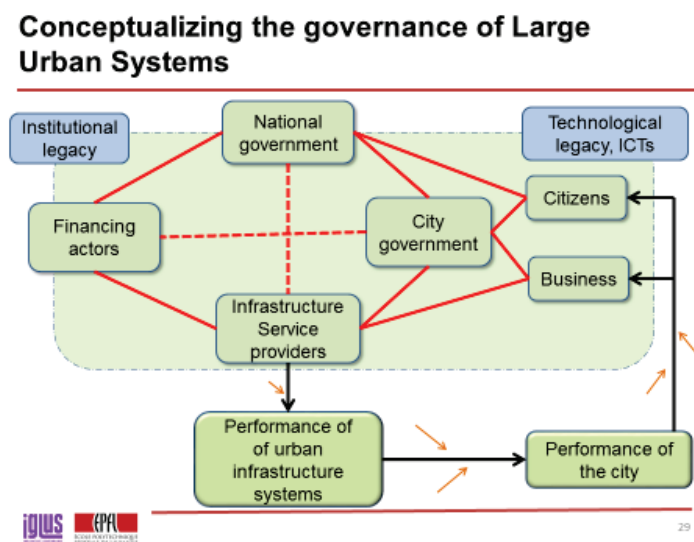 Conceptualizing the governance of Large
Urban Systems
Institutional
legacy
National
government
Technological
legacy, ICTs
Financing
actors
City
government
Citizens
Business
Infrastructure
Service
providers
Performance of
of urban
infrastructure
systems
Performance of
the city
iglus
EPFL
29